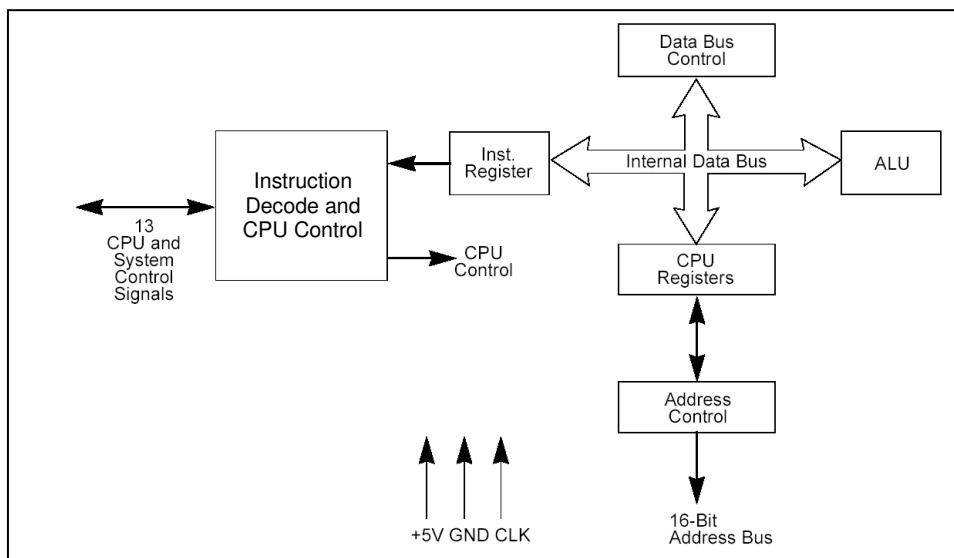 Data Bus
Control
Inst.
Register
Internal Data Bus
ALU
Instruction
Decode and
CPU Control
13
CPU and
System
Control
Signals
CPU
Control
CPU
Registers
Address
Control
+5V GND CLK
16-Bit
Address Bus